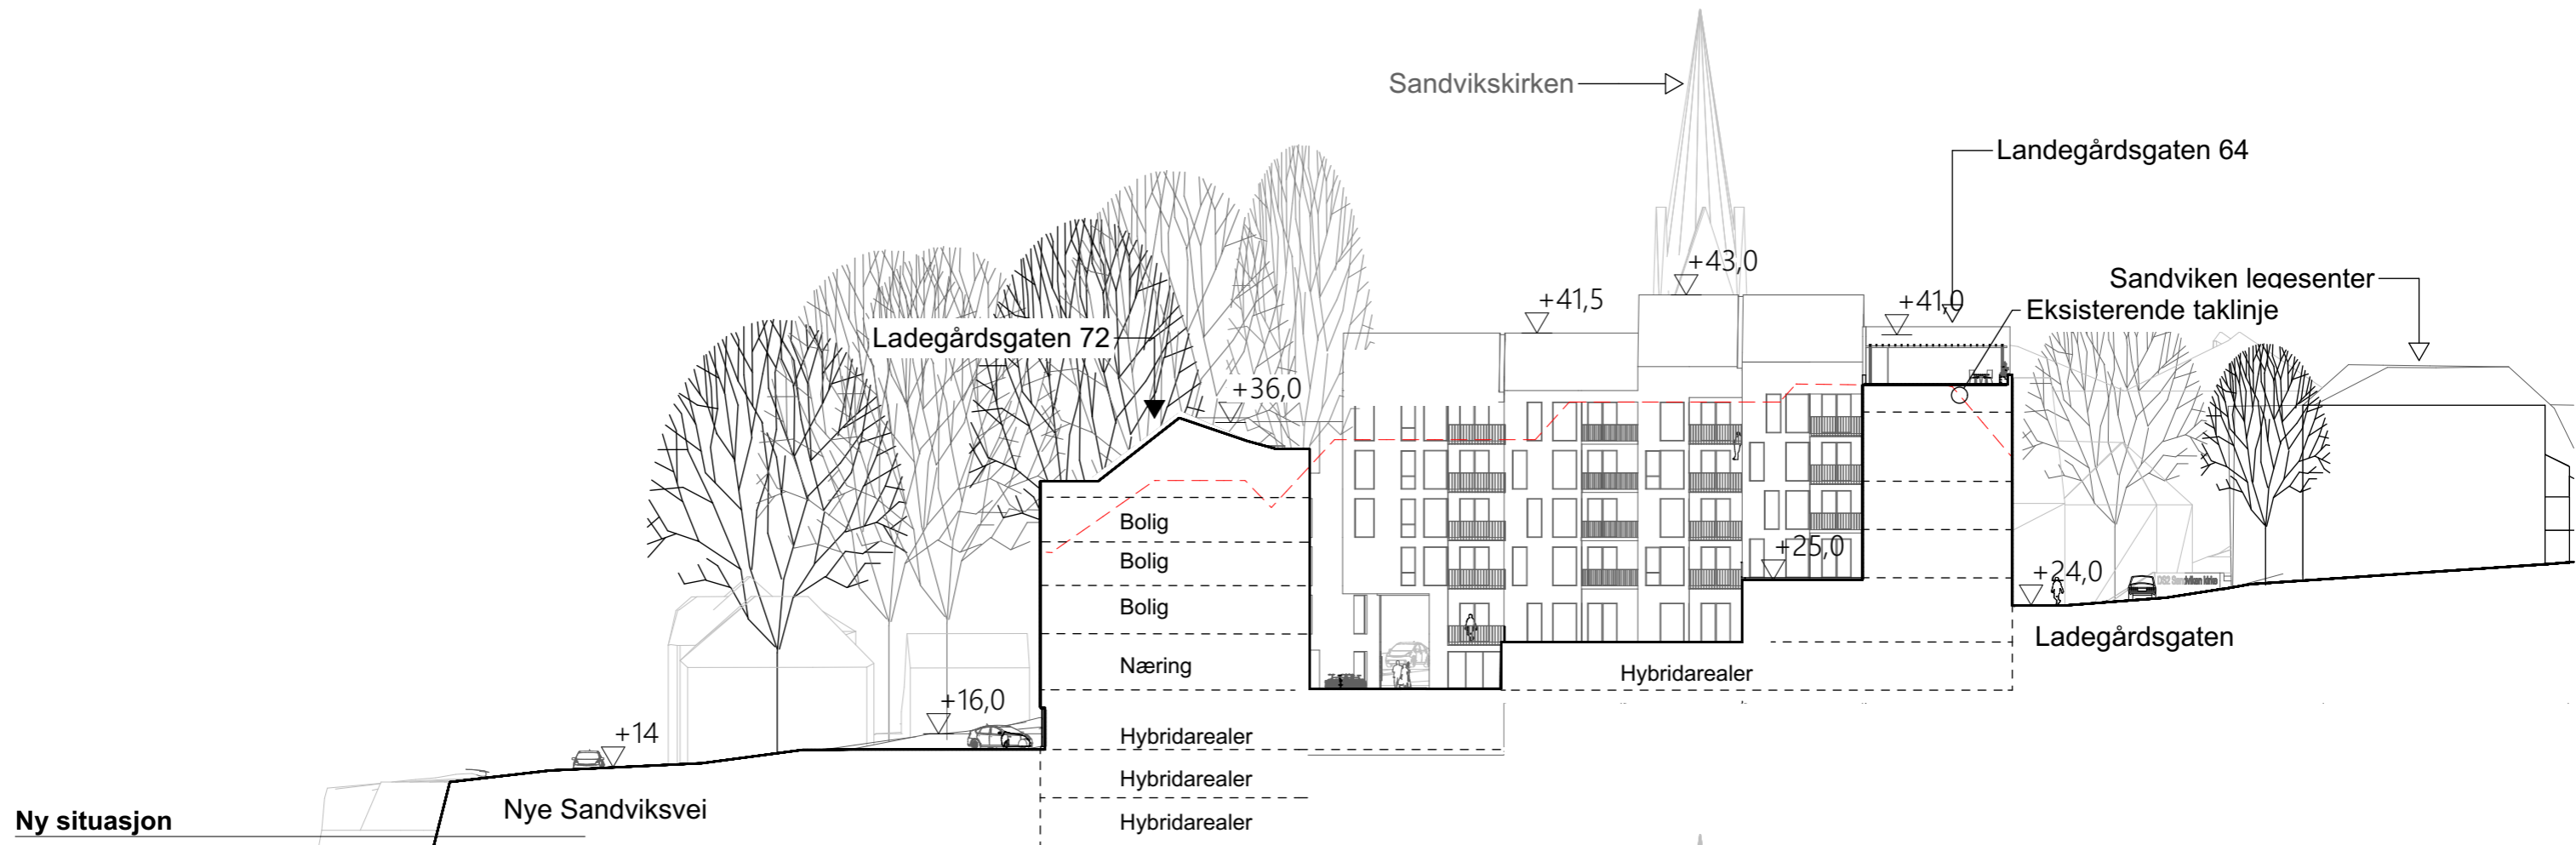 Sandvikskirken
Landegårdsgaten 64
+43,0
Sandviken legesenter
+41,5
+41,0
Eksisterende taklinje
Ladegårdsgaten 72
+36,0
Bolig
+25,0
Bolig
+24,0
Bolig
Ladegårdsgaten
Næring
Hybridarealer
+16,0
+14
Hybridarealer
Hybridarealer
Nye Sandviksvei
Ny situasjon
Hybridarealer